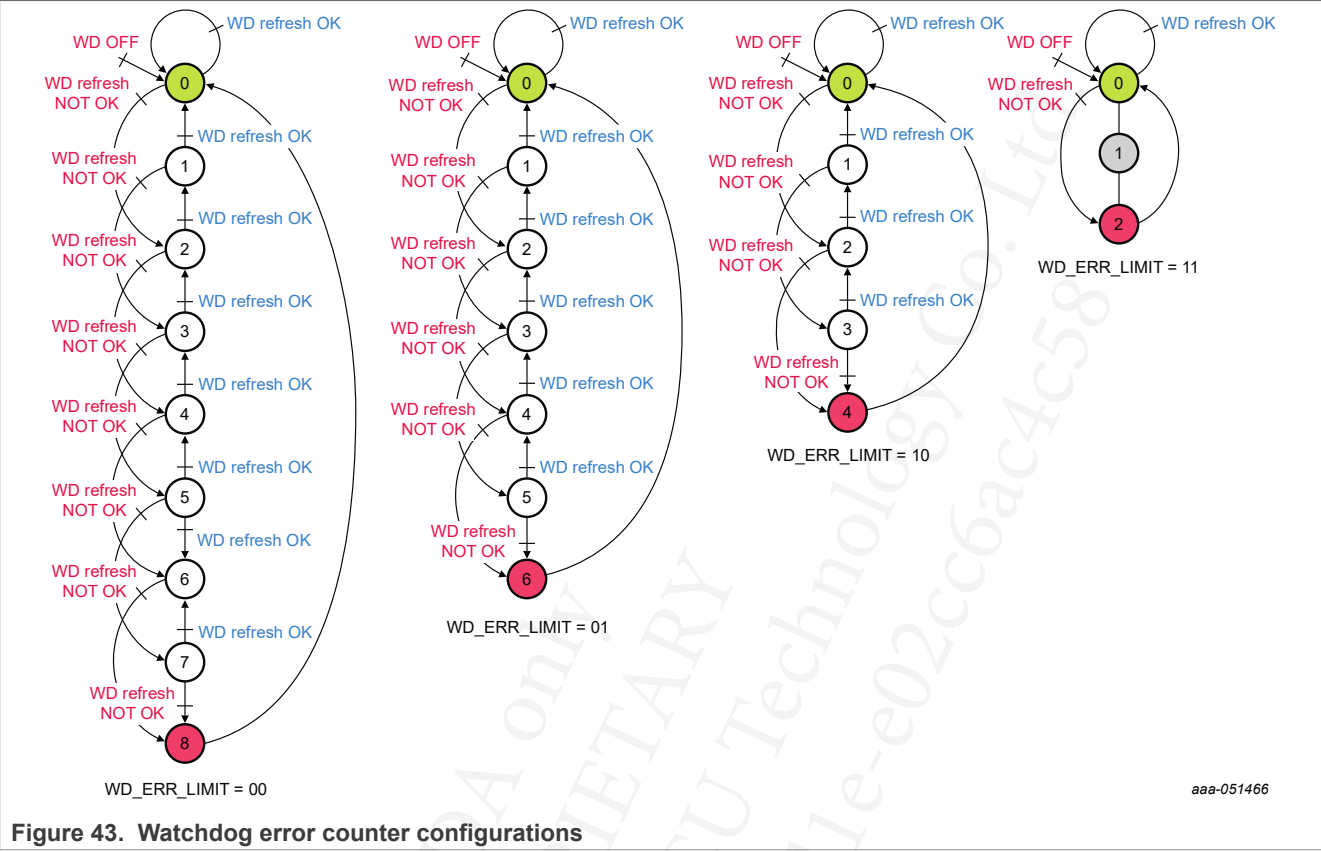 WD refresh OK
WD OFF
WD refresh
NOT OK
0
WD refresh OK
WD refresh
NOT OK
1
WD refresh OK
WD refresh
NOT OK
2
WD refresh OK
WD refresh
NOT OK
3
WD refresh OK
WD refresh
NOT OK
4
WD refresh OK
WD refresh
NOT OK
5
WD refresh OK
WD refresh
NOT OK
6
WD refresh OK
7
WD refresh
NOT OK
8
WD_ERR_LIMIT = 00
WD refresh OK
WD OFF
WD refresh
NOT OK
0
WD refresh OK
WD refresh
NOT OK
1
WD refresh OK
WD refresh
NOT OK
2
WD refresh OK
WD refresh
NOT OK
3
WD refresh OK
WD refresh
NOT OK
4
WD refresh OK
5
WD refresh
NOT OK
6
WD_ERR_LIMIT = 01
WD refresh OK
WD OFF
WD refresh
NOT OK
0
WD refresh OK
WD refresh
NOT OK
1
WD refresh OK
WD refresh
NOT OK
2
WD refresh OK
3
WD refresh
NOT OK
4
WD_ERR_LIMIT = 10
WD refresh OK
WD OFF
WD refresh
NOT OK
0
1
2
WD_ERR_LIMIT = 11
DA only
PIETARY
TU Technology Co.
e-e02cc6ac4c58
aaa-051466
Figure 43. Watchdog error counter configurations